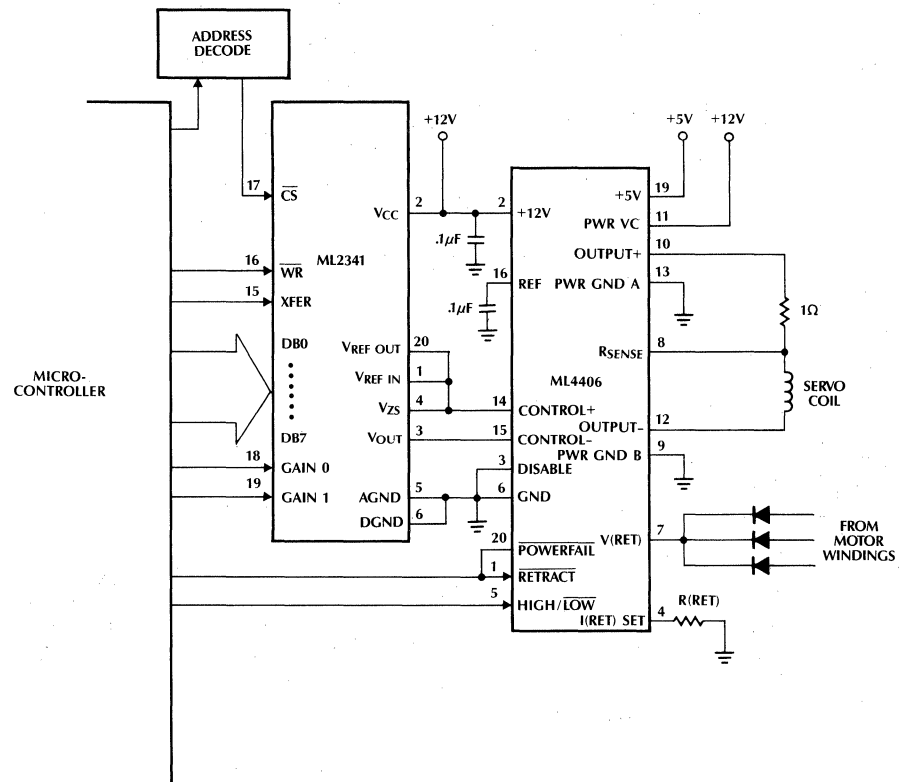 ADDRESS
DECODE
+12V
+5V
+12V
17
CS
VCC
2
2
+12V
+5V
19
PWR VC
11
.1µF
ML2341
OUTPUT+
10
16
WR
16
REF
PWR GND A
13
15
XFER
.1µF
1Ω
DB0
VREF OUT
20
RSENSE
8
MICRO-
CONTROLLER
VREF IN
1
ML4406
SERVO
COIL
VZS
4
14
CONTROL+
OUTPUT–
12
DB7
VOUT
3
15
CONTROL–
PWR GND B
9
18
GAIN 0
3
DISABLE
19
GAIN 1
AGND
5
6
GND
DGND
6
V(RET)
7
FROM
MOTOR
WINDINGS
20
POWERFAIL
1
RETRACT
5
HIGH/LOW
I(RET) SET
4
R(RET)